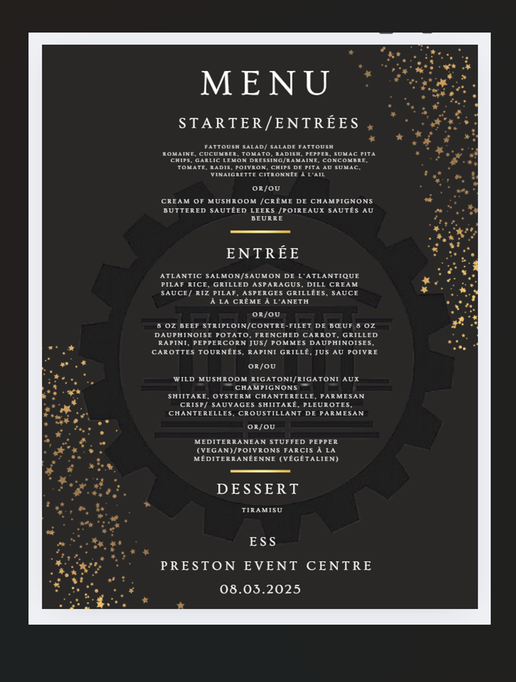 MENU
STARTER/ENTRÉES
FATTOUSH SALAD/ SALADE FATTOUSH
ROMAINE, CUCUMBER, TOMATO, RADISH, PEPPER, SUMAC PITA
CHIPS, GARLIC LEMON DRESSING/RAMAINE, CONCOMBRE,
TOMATE, RADIS, POIVRON, CHIPS DE PITA AU SUMAC,
VINAIGRETTE CITRONNÉE À L'AIL
OR/OU
CREAM OF MUSHROOM /CRÈME DE CHAMPIGNONS
BUTTERED SAUTÉED LEEKS /POIREAUX SAUTÉS AU
BEURRE
ENTRÉE
ATLANTIC SALMON/SAUMON DE L'ATLANTIQUE
PILAF RICE, GRILLED ASPARAGUS, DILL CREAM
SAUCE/ RIZ PILAF, ASPERGES GRILLÉES, SAUCE
À LA CRÈME À L'ANETH
OR/OU
8 OZ BEEF STRIPLOIN/CONTRE-FILET DE BŒUF 8 OZ
DAUPHINOISE POTATO, FRENCHED CARROT, GRILLED
RAPINI, PEPPERCORN JUS/ POMMES DAUPHINOISES,
CAROTTES TOURNÉES, RAPINI GRILLÉ, JUS AU POIVRE
OR/OU
WILD MUSHROOM RIGATONI/RIGATONI AUX
CHAMPIGNONS
SHIITAKE, OYSTERM CHANTERELLE, PARMESAN
CRISP/ SAUVAGES SHIITAKÉ, PLEUROTES,
CHANTERELLES, CROUSTILLANT DE PARMESAN
OR/OU
MEDITERRANEAN STUFFED PEPPER
(VEGAN)/POIVRONS FARCIS À LA
MÉDITERRANÉENNE (VÉGÉTALIEN)
DESSERT
TIRAMISU
ESS
PRESTON EVENT CENTRE
08.03.2025